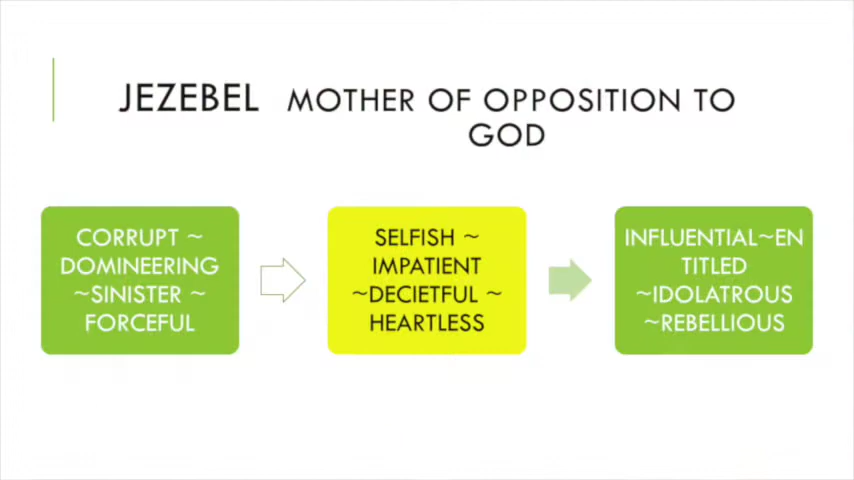 JEZEBEL MOTHER OF OPPOSITION TO
GOD
CORRUPT ~
DOMINEERING
~SINISTER ~
FORCEFUL
SELFISH ~
IMPATIENT
~DECIETFUL ~
HEARTLESS
INFLUENTIAL~EN
TITLED
~IDOLATROUS
~REBELLIOUS